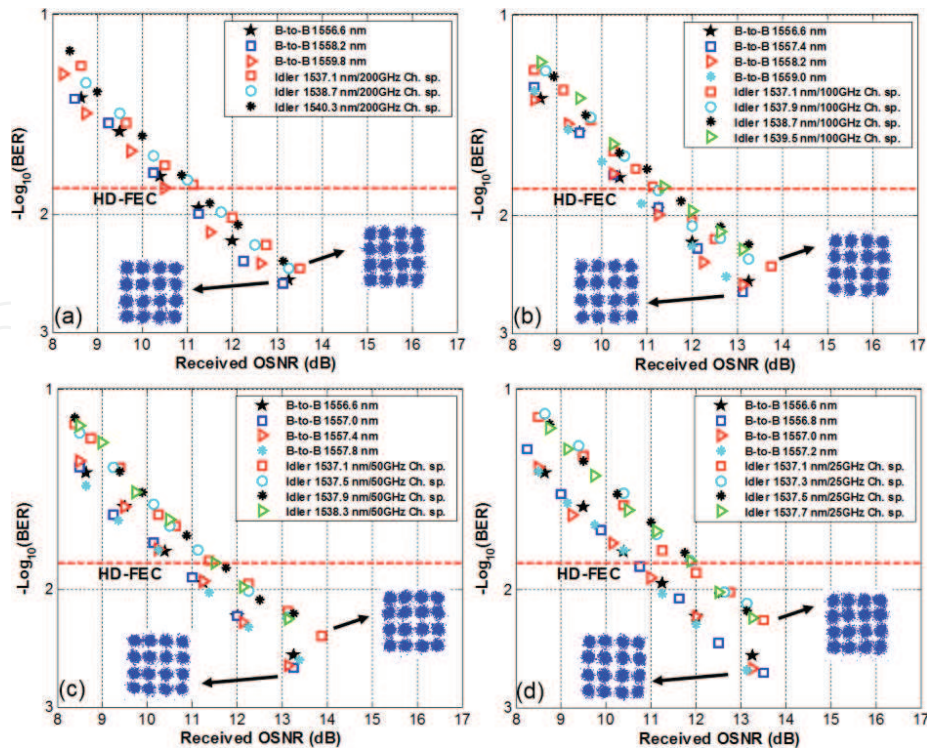 1
B-to-B 1556.6 nm
B-to-B 1558.2 nm
B-to-B 1559.8 nm
Idler 1537.1 nm/200GHz Ch. sp.
Idler 1538.7 nm/200GHz Ch. sp.
Idler 1540.3 nm/200GHz Ch. sp.
-Log10(BER)
HD-FEC
2
(a)
3
8 9 10 11 12 13 14 15 16 17
Received OSNR (dB)
1
B-to-B 1556.6 nm
B-to-B 1557.4 nm
B-to-B 1558.2 nm
B-to-B 1559.0 nm
Idler 1537.1 nm/100GHz Ch. sp.
Idler 1537.9 nm/100GHz Ch. sp.
Idler 1538.7 nm/100GHz Ch. sp.
Idler 1539.5 nm/100GHz Ch. sp.
-Log10(BER)
HD-FEC
2
(b)
3
8 9 10 11 12 13 14 15 16 17
Received OSNR (dB)
1
B-to-B 1556.6 nm
B-to-B 1557.0 nm
B-to-B 1557.4 nm
B-to-B 1557.8 nm
Idler 1537.1 nm/50GHz Ch. sp.
Idler 1537.5 nm/50GHz Ch. sp.
Idler 1537.9 nm/50GHz Ch. sp.
Idler 1538.3 nm/50GHz Ch. sp.
-Log10(BER)
HD-FEC
2
(c)
3
8 9 10 11 12 13 14 15 16 17
Received OSNR (dB)
1
B-to-B 1556.6 nm
B-to-B 1556.8 nm
B-to-B 1557.0 nm
B-to-B 1557.2 nm
Idler 1537.1 nm/25GHz Ch. sp.
Idler 1537.3 nm/25GHz Ch. sp.
Idler 1537.5 nm/25GHz Ch. sp.
Idler 1537.7 nm/25GHz Ch. sp.
-Log10(BER)
HD-FEC
2
(d)
3
8 9 10 11 12 13 14 15 16 17
Received OSNR (dB)